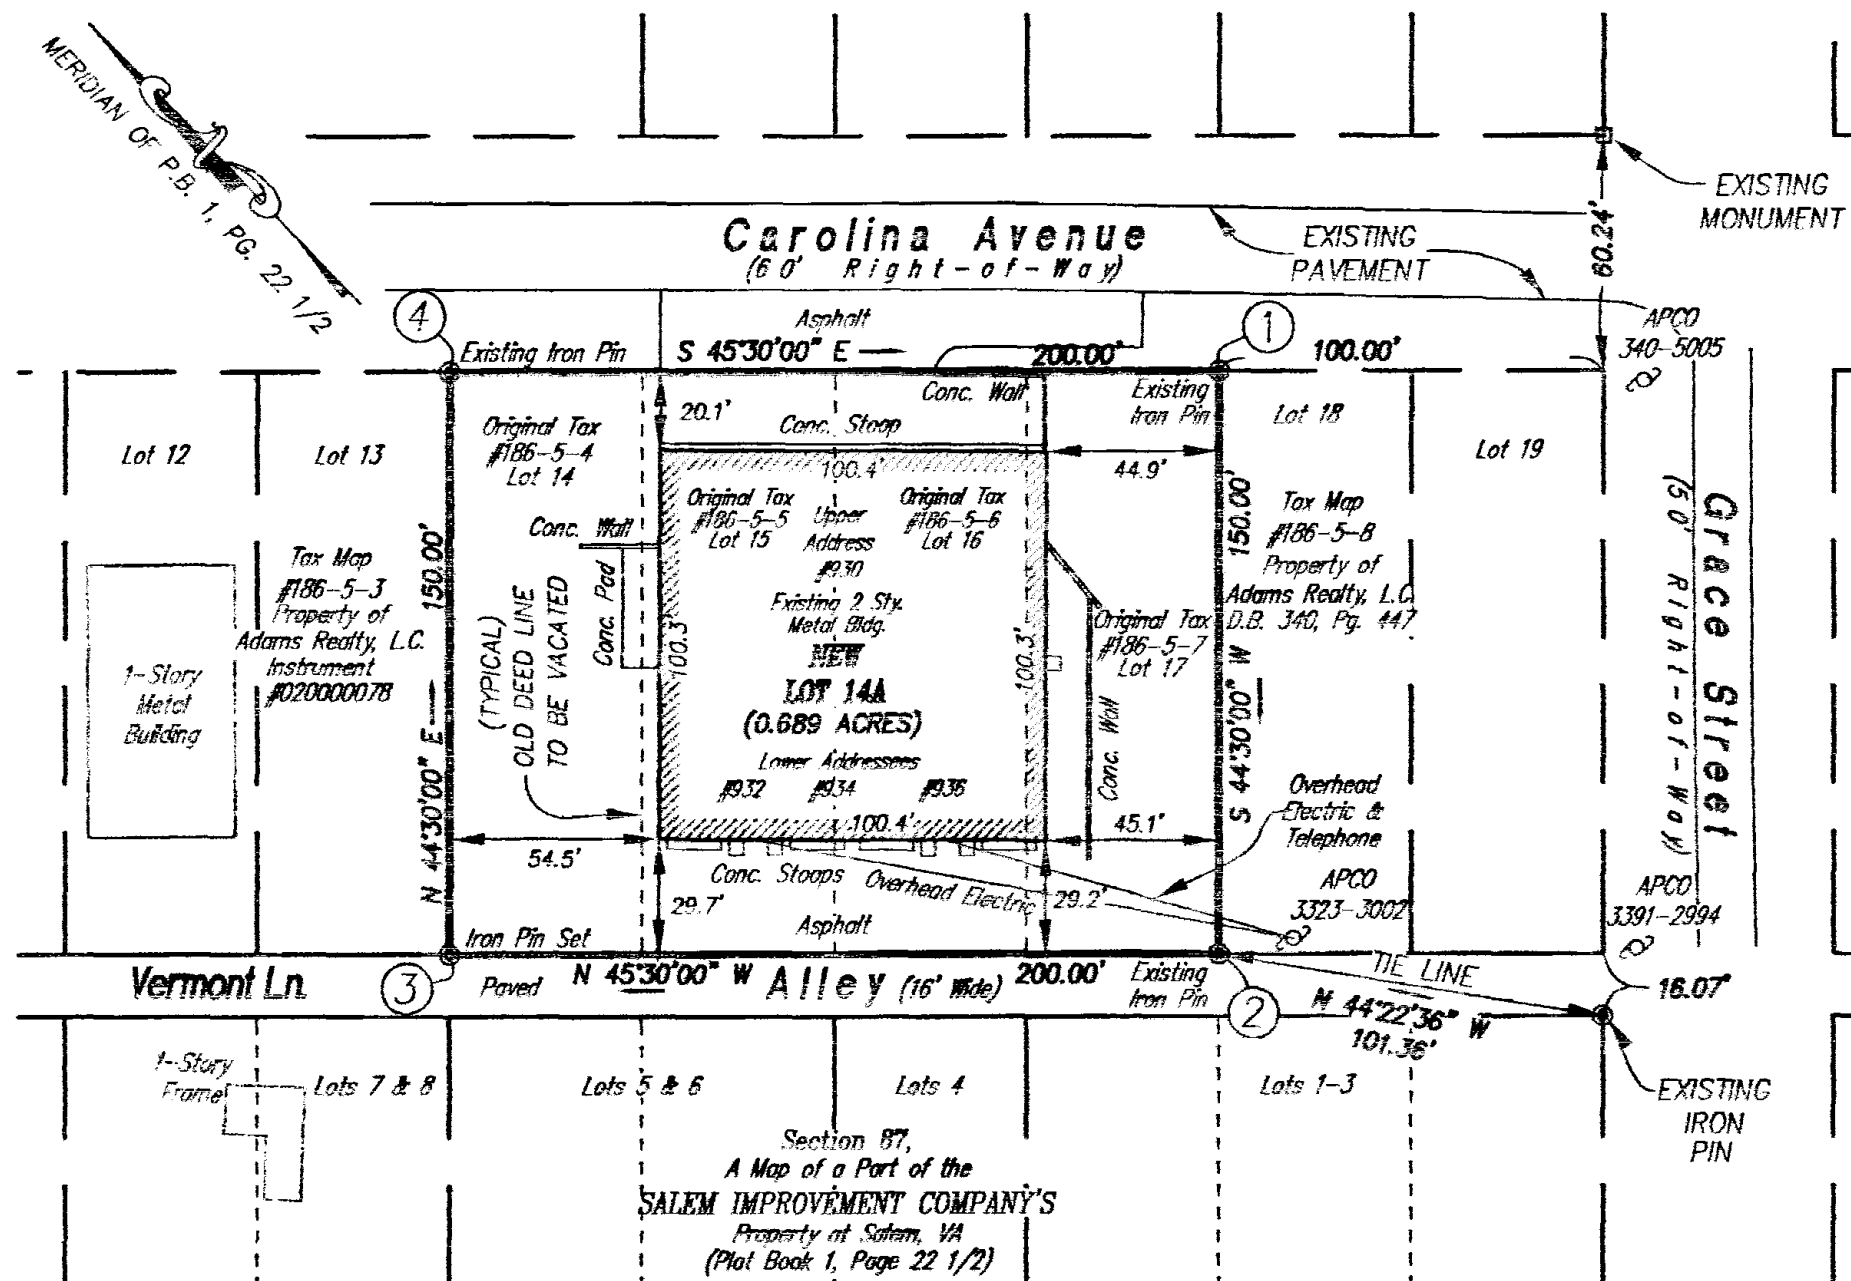 MERIDIAN OF P.B. 1, PG. 22 1/2
EXISTING
MONUMENT
Carolina Avenue
(60' Right-of-Way)
EXISTING
PAVEMENT
60.24'
4
1
Asphalt
APCO
340-5005
Existing Iron Pin
S 45°30'00" E
200.00'
100.00'
Conc. Wall
Existing
Iron Pin
20.1'
Conc. Stoop
Lot 12
Lot 13
Original Tax
#186-5-4
Lot 14
100.4'
44.9'
Lot 18
Lot 19
Original Tax
#186-5-5
Lot 15
Upper
Address
#930
Original Tax
#186-5-6
Lot 16
Conc. Wall
Conc. Pad
Tax Map
#186-5-3
Property of
Adams Realty, L.C.
Instrument
#020000078
N 44°30'00" E
150.00'
1-Story
Metal
Building
(TYPICAL)
OLD DEED LINE
TO BE VACATED
100.3'
Existing 2 Sty.
Metal Bldg.
NEW
LOT 14A
(0.689 ACRES)
Lower Addressees
#932
#934
#936
100.3'
100.4'
Original Tax
#186-5-7
Lot 17
Conc. Wall
150.00'
S 44°30'00" W
Tax Map
#186-5-8
Property of
Adams Realty, L.C.
D.B. 340, Pg. 447
Grace Street
(50' Right-of-Way)
54.5'
45.1'
Overhead
Electric &
Telephone
Conc. Stoops
Overhead Electric
29.7'
29.2'
Asphalt
APCO
3323-3002
APCO
3391-2994
Iron Pin Set
Vermont Ln.
3
Paved
N 45°30'00" W
Alley (16' Wide)
200.00'
Existing
Iron Pin
2
TIE LINE
N 44°22'36" W
101.36'
16.07'
EXISTING
IRON
PIN
1-Story
Frame
Lots 7 & 8
Lots 5 & 6
Lots 4
Lots 1-3
Section 87,
A Map of a Part of the
SALEM IMPROVEMENT COMPANY'S
Property at Salem, VA
(Plat Book 1, Page 22 1/2)